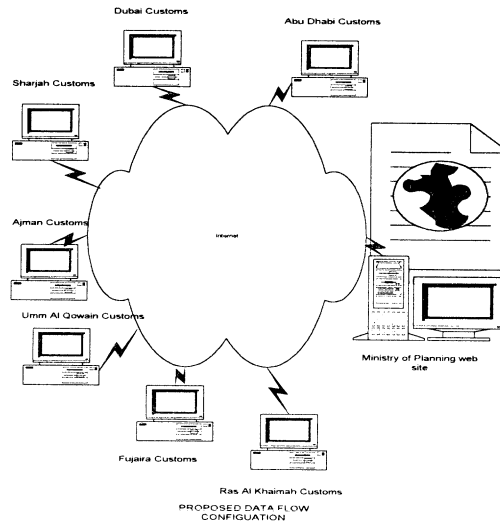 Dubai Customs
Abu Dhabi Customs
Sharjah Customs
Ajman Customs
Internet
Umm Al Qowain Customs
Ministry of Planning web
site
Fujaira Customs
Ras Al Khaimah Customs
PROPOSED DATA FLOW
CONFIGUATION